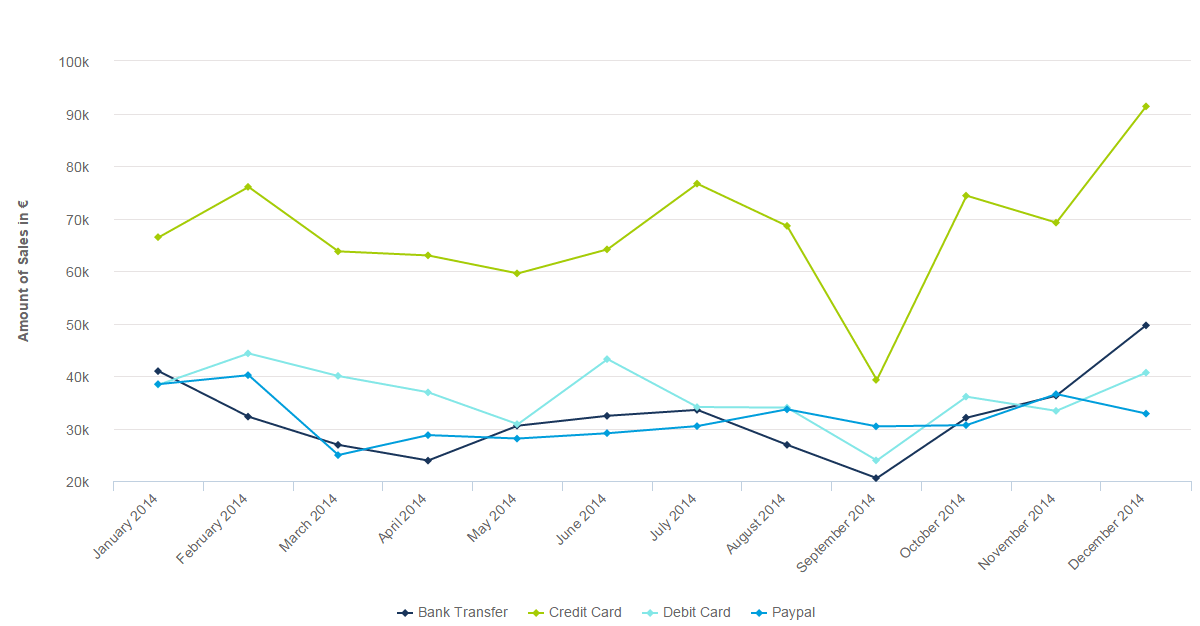 100k
90k
80k
70k
60k
50k
40k
30k
20k
Amount of Sales in €
January 2014
February 2014
March 2014
April 2014
May 2014
June 2014
July 2014
August 2014
September 2014
October 2014
November 2014
December 2014
Bank Transfer Credit Card Debit Card Paypal